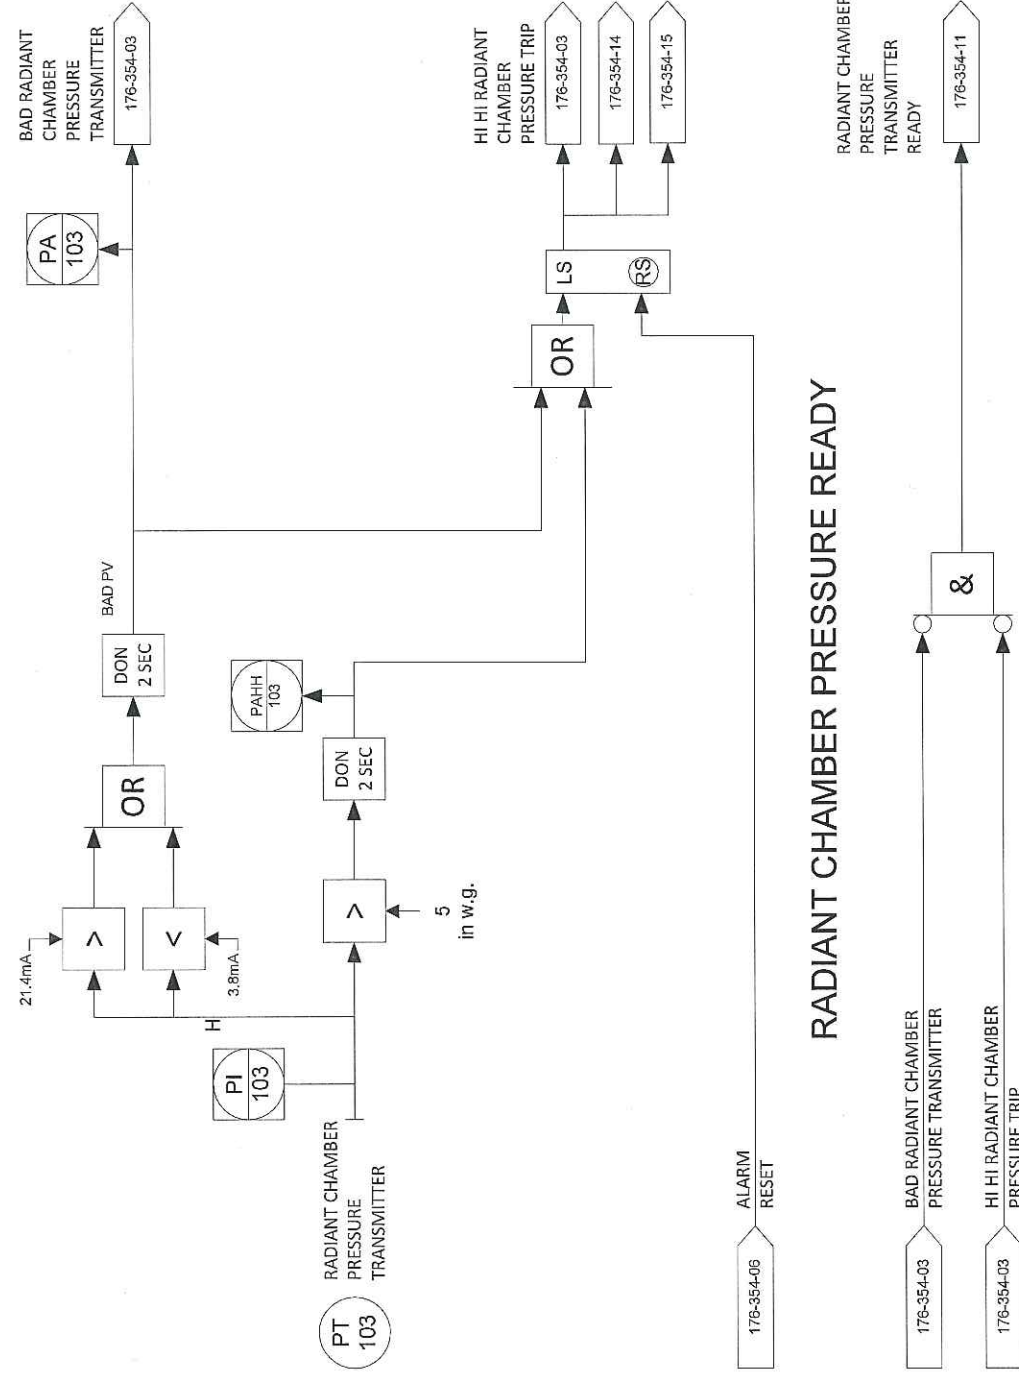 BAD RADIANT
CHAMBER
PRESSURE
TRANSMITTER
176-354-03
PA
103
BAD PV
DON
2 SEC
OR
>
<
21.4mA
3.8mA
H
PI
103
PT
103
RADIANT CHAMBER
PRESSURE
TRANSMITTER
>
5
in w.g.
DON
2 SEC
PAHH
103
OR
LS
RS
HI HI RADIANT
CHAMBER
PRESSURE TRIP
176-354-03
176-354-14
176-354-15
176-354-06
ALARM
RESET
RADIANT CHAMBER PRESSURE READY
176-354-03
BAD RADIANT CHAMBER
PRESSURE TRANSMITTER
176-354-03
HI HI RADIANT CHAMBER
PRESSURE TRIP
&
RADIANT CHAMBER
PRESSURE
TRANSMITTER
READY
176-354-11